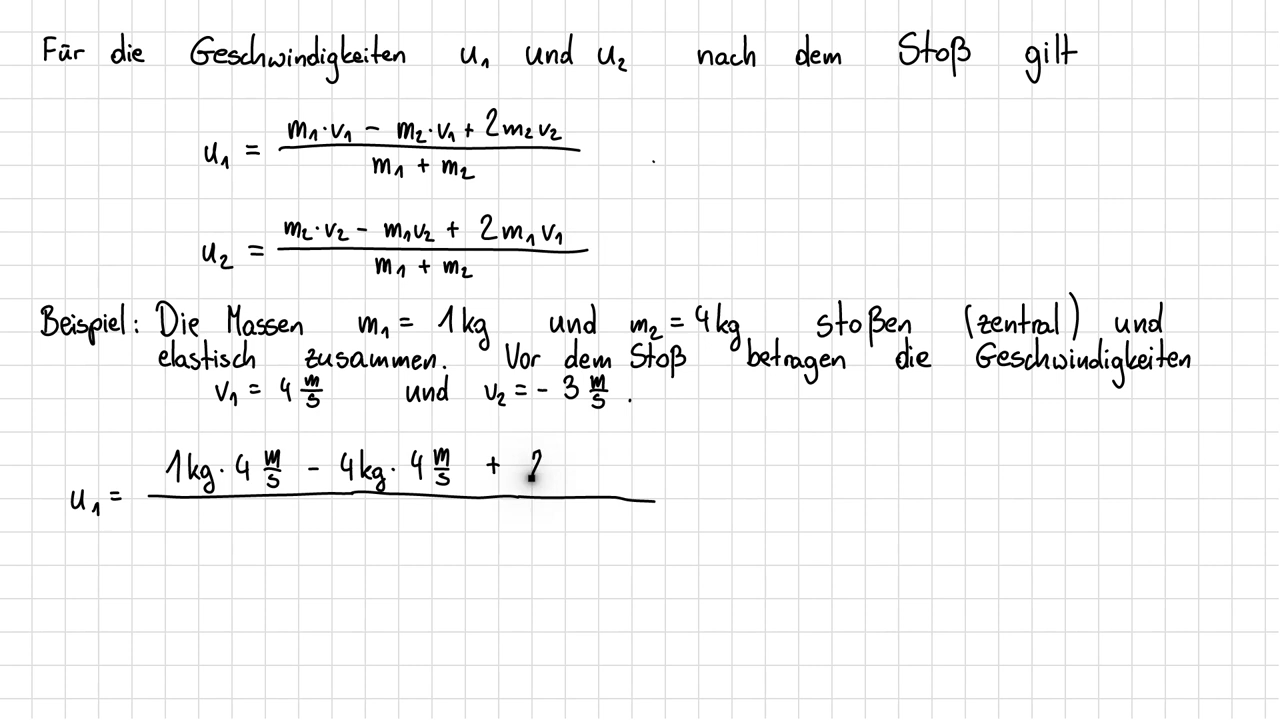 Für die Geschwindigkeiten u₁ und u₂ nach dem Stoß gilt
u₁ = (m₁·v₁ - m₂·v₁ + 2m₂v₂) / (m₁ + m₂)
u₂ = (m₂·v₂ - m₁v₂ + 2m₁v₁) / (m₁ + m₂)
Beispiel: Die Massen m₁ = 1kg und m₂ = 4kg stoßen (zentral) und
elastisch zusammen. Vor dem Stoß betragen die Geschwindigkeiten
v₁ = 4 m/s und v₂ = - 3 m/s .
u₁ = 1kg · 4 m/s - 4kg · 4 m/s +